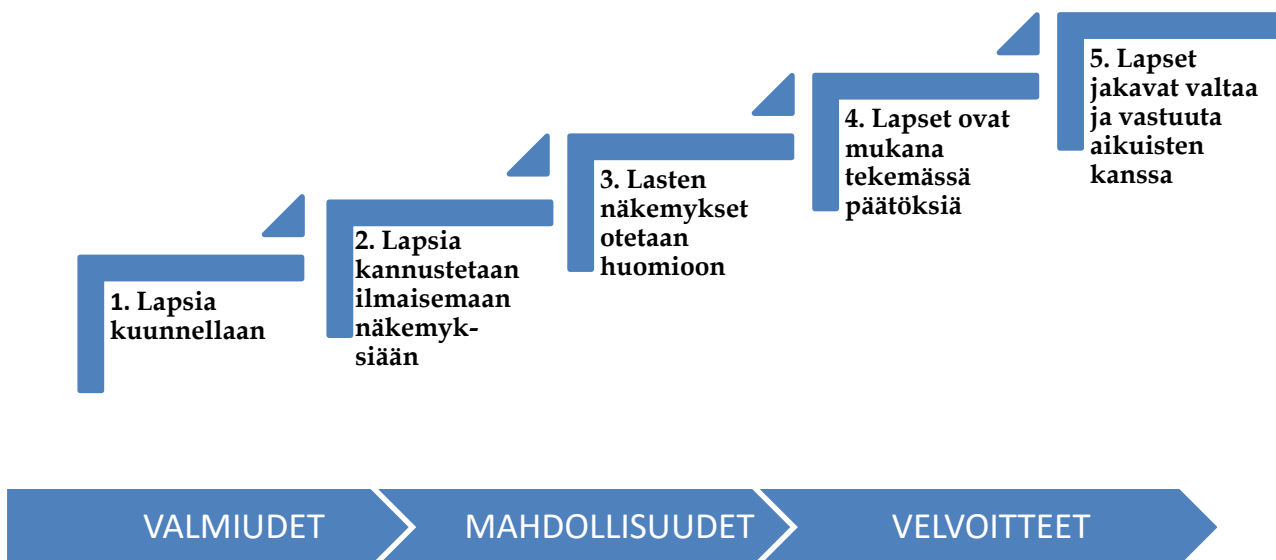 1. Lapsia
kuunnellaan
2. Lapsia
kannustetaan
ilmaisemaan
näkemyk-
siään
3. Lasten
näkemykset
otetaan
huomioon
4. Lapset ovat
mukana
tekemässä
päätöksiä
5. Lapset
jakavat valtaa
ja vastuuta
aikuisten
kanssa
VALMIUDET
MAHDOLLISUUDET
VELVOITTEET